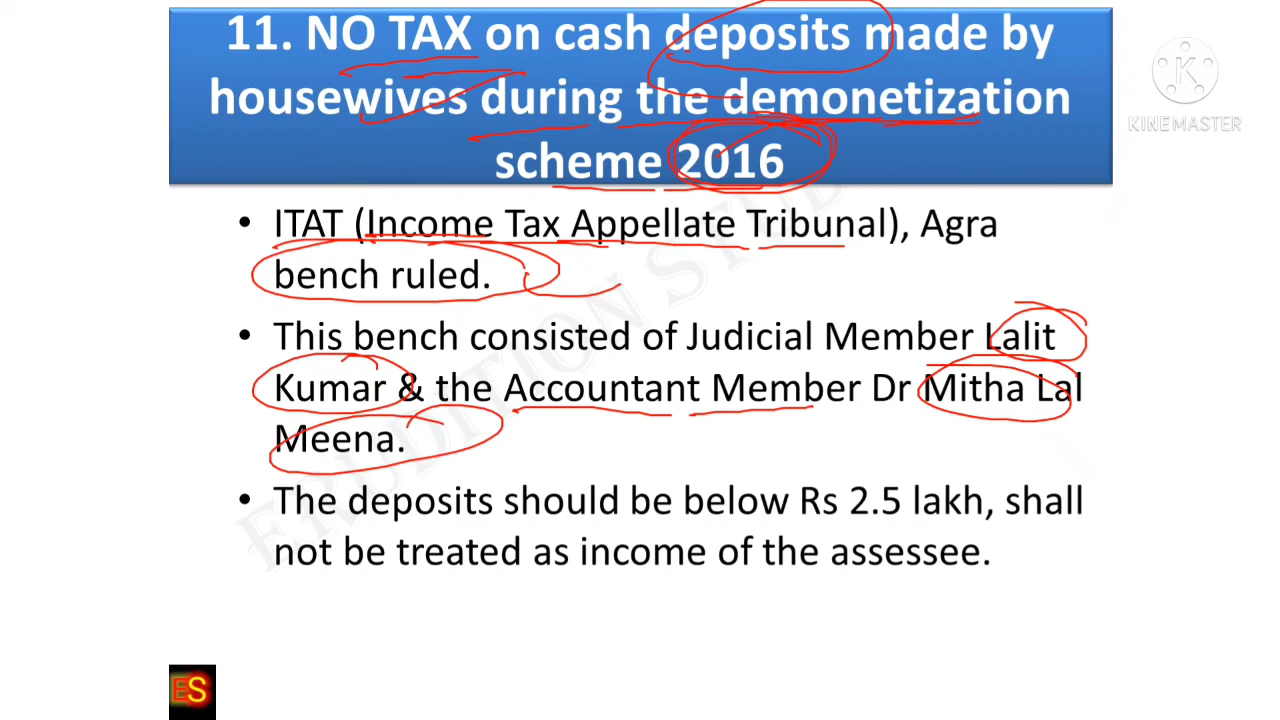 11. NO TAX on cash deposits made by
housewives during the demonetization
scheme 2016
KINEMASTER
• ITAT (Income Tax Appellate Tribunal), Agra
bench ruled.
• This bench consisted of Judicial Member Lalit
Kumar & the Accountant Member Dr Mitha Lal
Meena.
• The deposits should be below Rs 2.5 lakh, shall
not be treated as income of the assessee.
ERUDITION'S HUB
ES